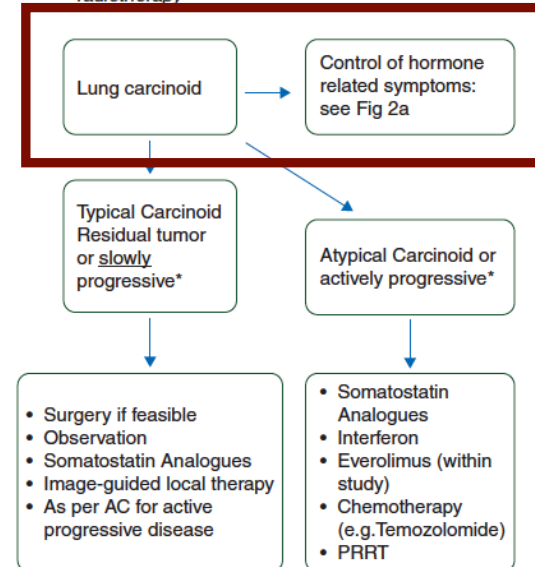 Lung carcinoid
Control of hormone
related symptoms:
see Fig 2a
Typical Carcinoid
Residual tumor
or slowly
progressive*
Atypical Carcinoid or
actively progressive*
• Surgery if feasible
• Observation
• Somatostatin Analogues
• Image-guided local therapy
• As per AC for active
progressive disease
• Somatostatin
Analogues
• Interferon
• Everolimus (within
study)
• Chemotherapy
(e.g.Temozolomide)
• PRRT